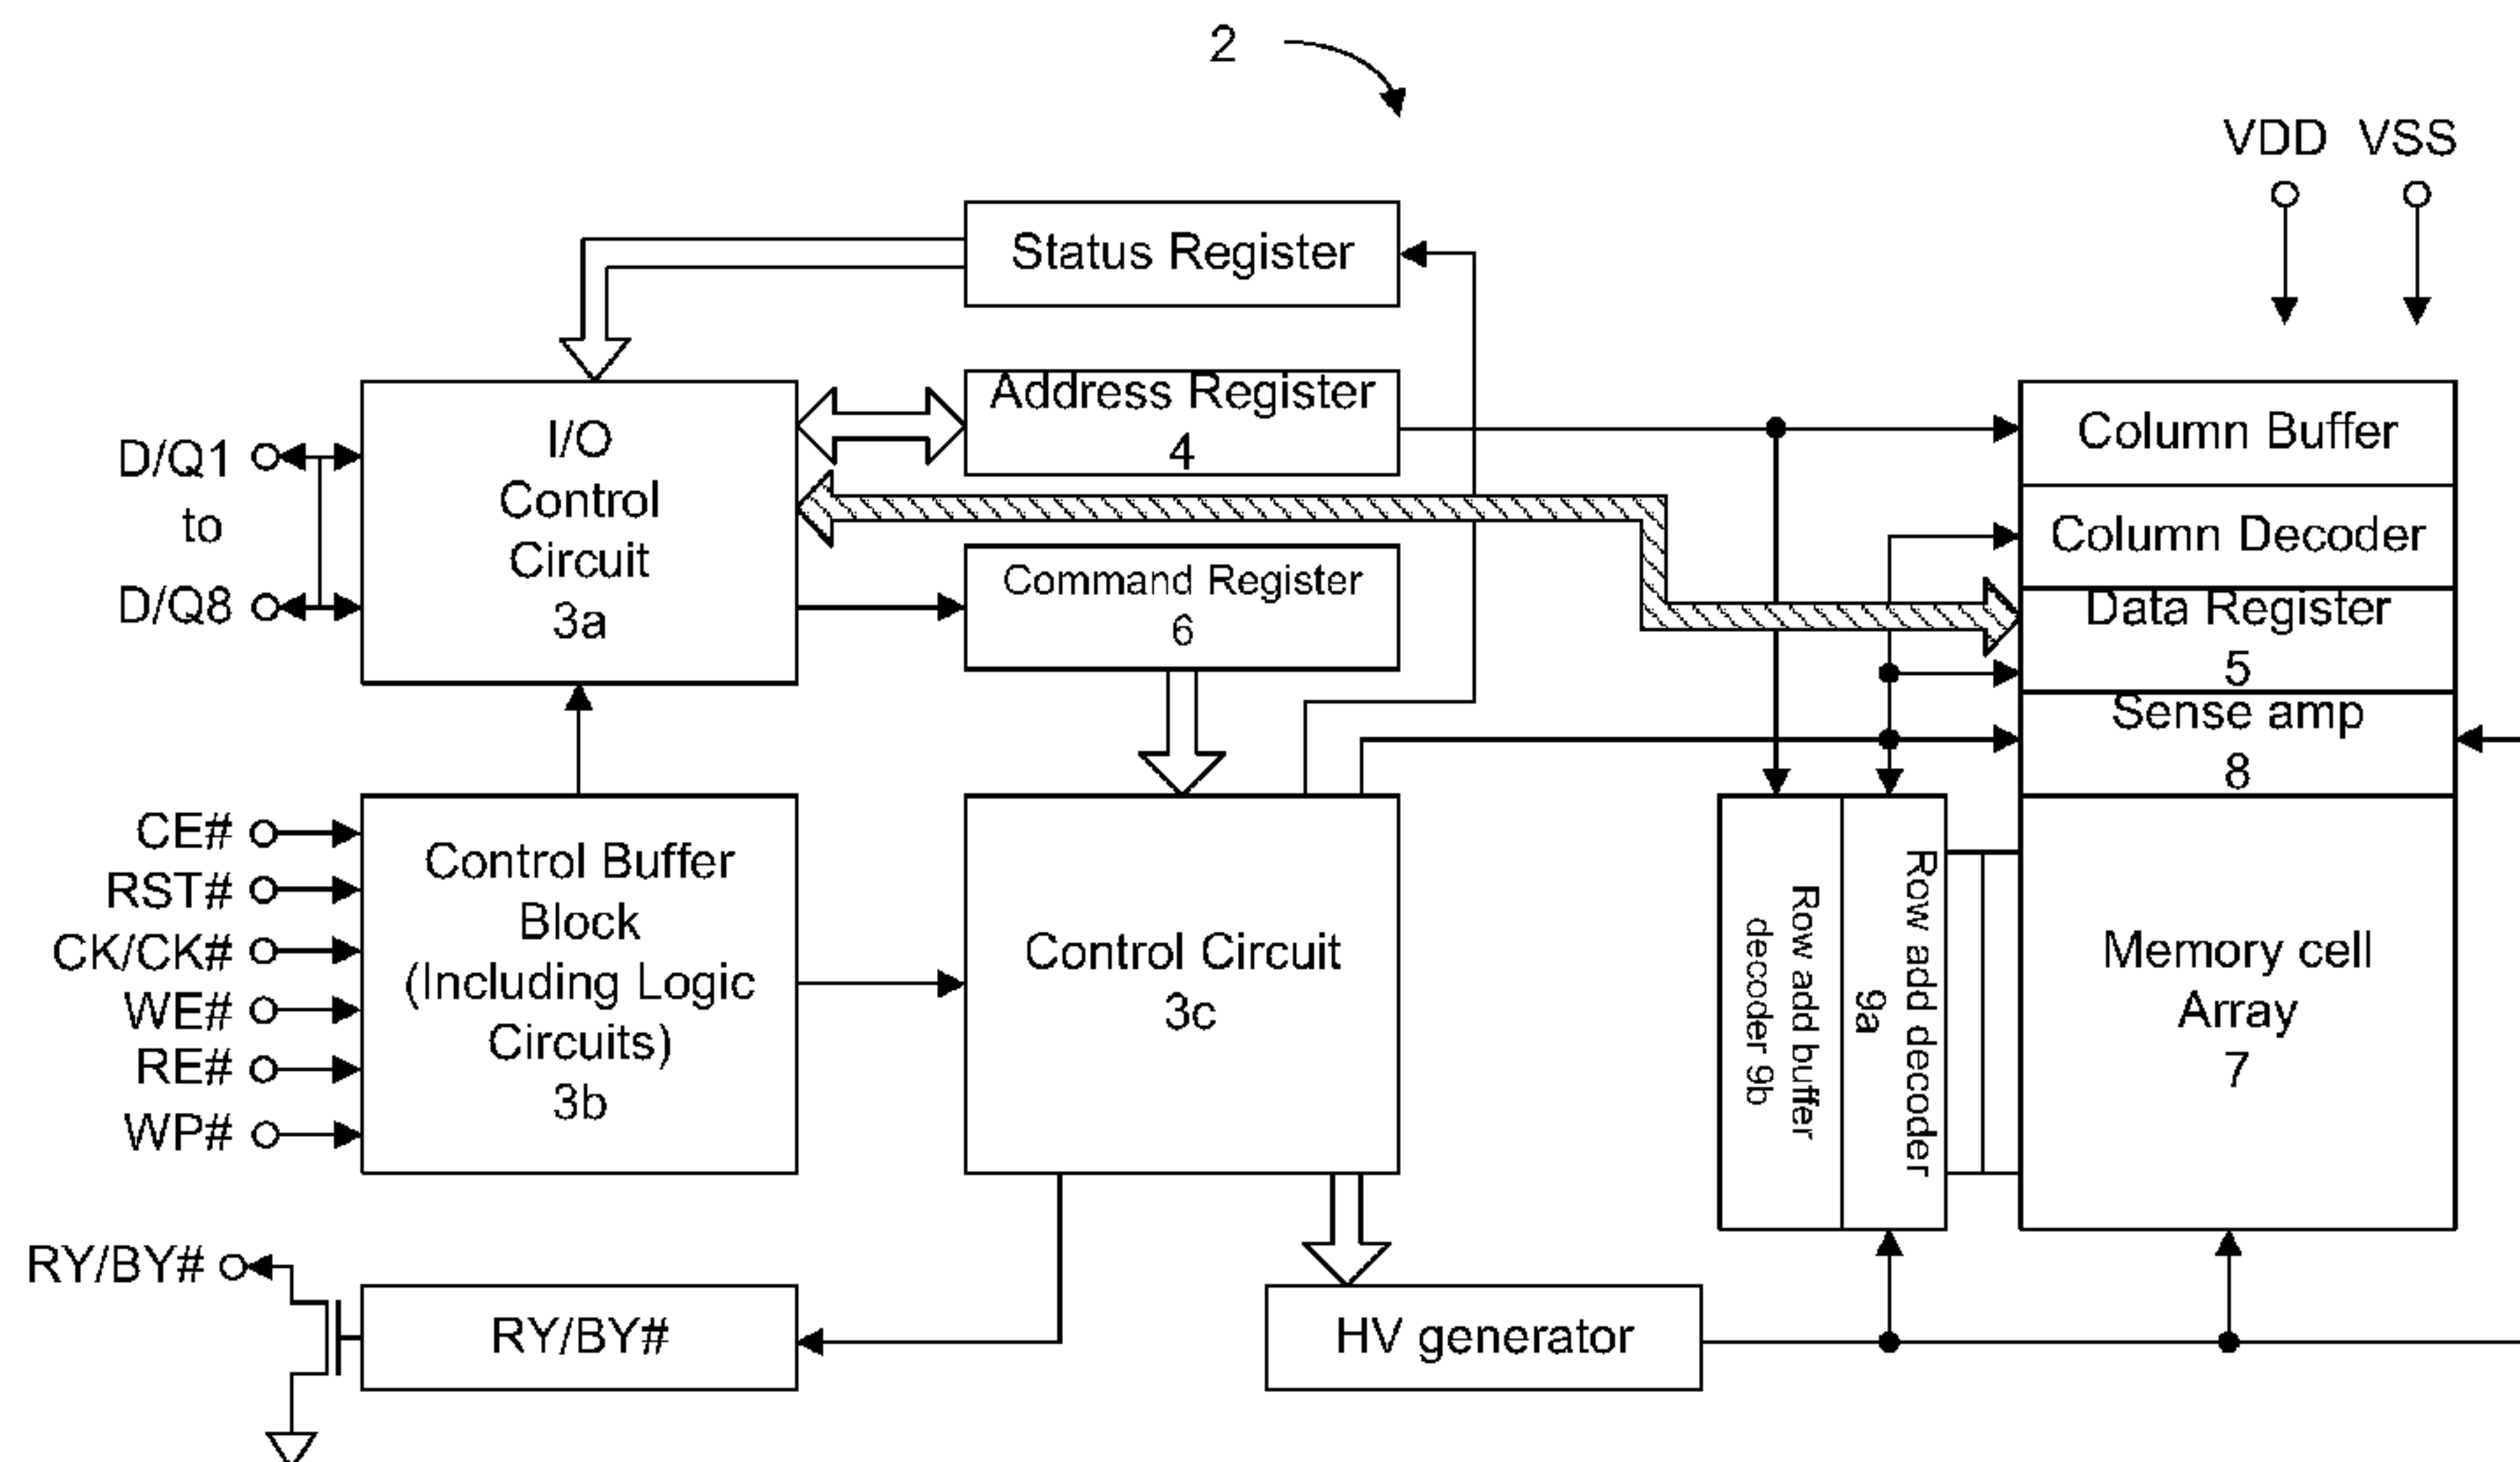 2
VDD VSS
Status Register
Address Register
4
I/O
Control
Circuit
3a
D/Q1
to
D/Q8
Command Register
6
Column Buffer
Column Decoder
Data Register
5
Sense amp
8
CE#
RST#
CK/CK#
WE#
RE#
WP#
Control Buffer
Block
(Including Logic
Circuits)
3b
Control Circuit
3c
Row add buffer
decoder 9b
Row add decoder
9a
Memory cell
Array
7
RY/BY#
RY/BY#
HV generator